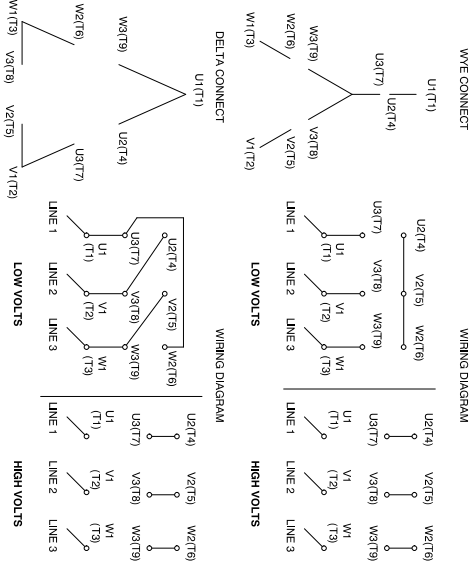 WYE CONNECT
U1(T1)
U2(T4)
U3(T7)
W3(T9)
V3(T8)
W2(T6)
V2(T5)
W1(T3)
V1(T2)
WIRING DIAGRAM
U2(T4) V2(T5) W2(T6)
U3(T7) V3(T8) W3(T9)
U1 V1 W1
(T1) (T2) (T3)
LINE 1 LINE 2 LINE 3
LOW VOLTS
U2(T4) V2(T5) W2(T6)
U3(T7) V3(T8) W3(T9)
U1 V1 W1
(T1) (T2) (T3)
LINE 1 LINE 2 LINE 3
HIGH VOLTS
DELTA CONNECT
U1(T1)
W3(T9)
U2(T4)
W2(T6)
U3(T7)
W1(T3)
V3(T8)
V2(T5)
V1(T2)
WIRING DIAGRAM
U2(T4) V2(T5) W2(T6)
U3(T7) V3(T8) W3(T9)
U1 V1 W1
(T1) (T2) (T3)
LINE 1 LINE 2 LINE 3
LOW VOLTS
U2(T4) V2(T5) W2(T6)
U3(T7) V3(T8) W3(T9)
U1 V1 W1
(T1) (T2) (T3)
LINE 1 LINE 2 LINE 3
HIGH VOLTS